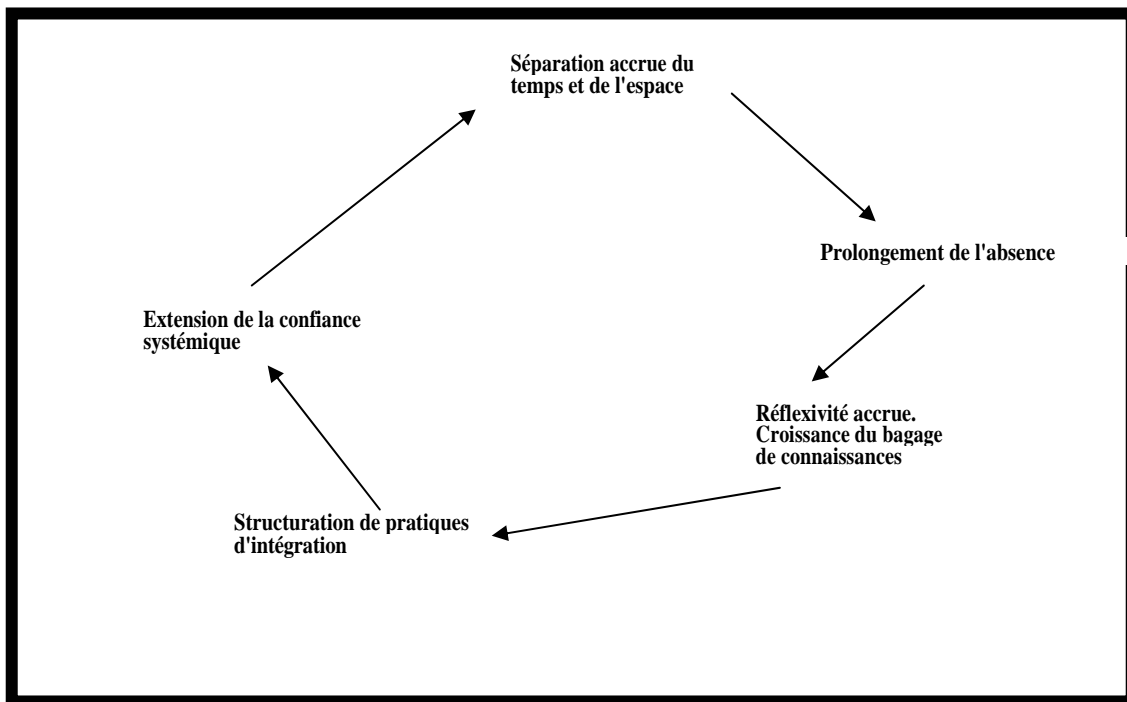 Séparation accrue du
temps et de l'espace
Prolongement de l'absence
Extension de la confiance
systémique
Réflexivité accrue.
Croissance du bagage
de connaissances
Structuration de pratiques
d'intégration